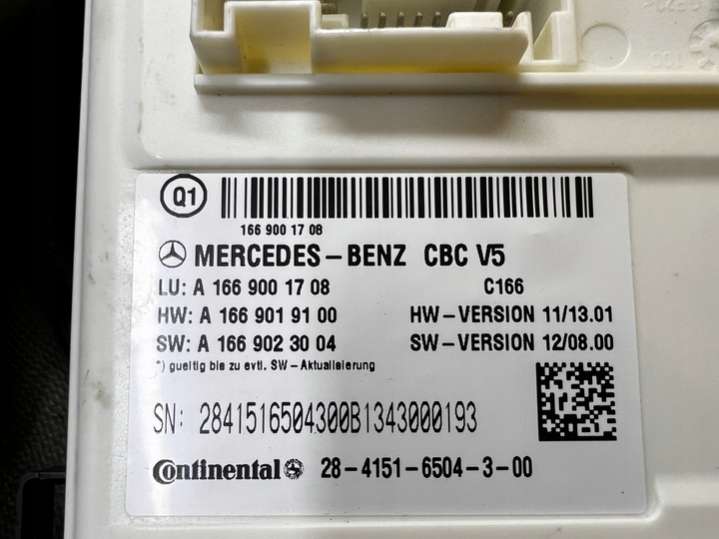 Q1
166 900 17 08
MERCEDES-BENZ CBC V5
LU: A 166 900 17 08 C166
HW: A 166 901 91 00 HW-VERSION 11/13.01
SW: A 166 902 30 04 SW-VERSION 12/08.00
*) gueltig bis zu evtl. SW-Aktualisierung
SN: 2841516504300B1343000193
Continental 28-4151-6504-3-00